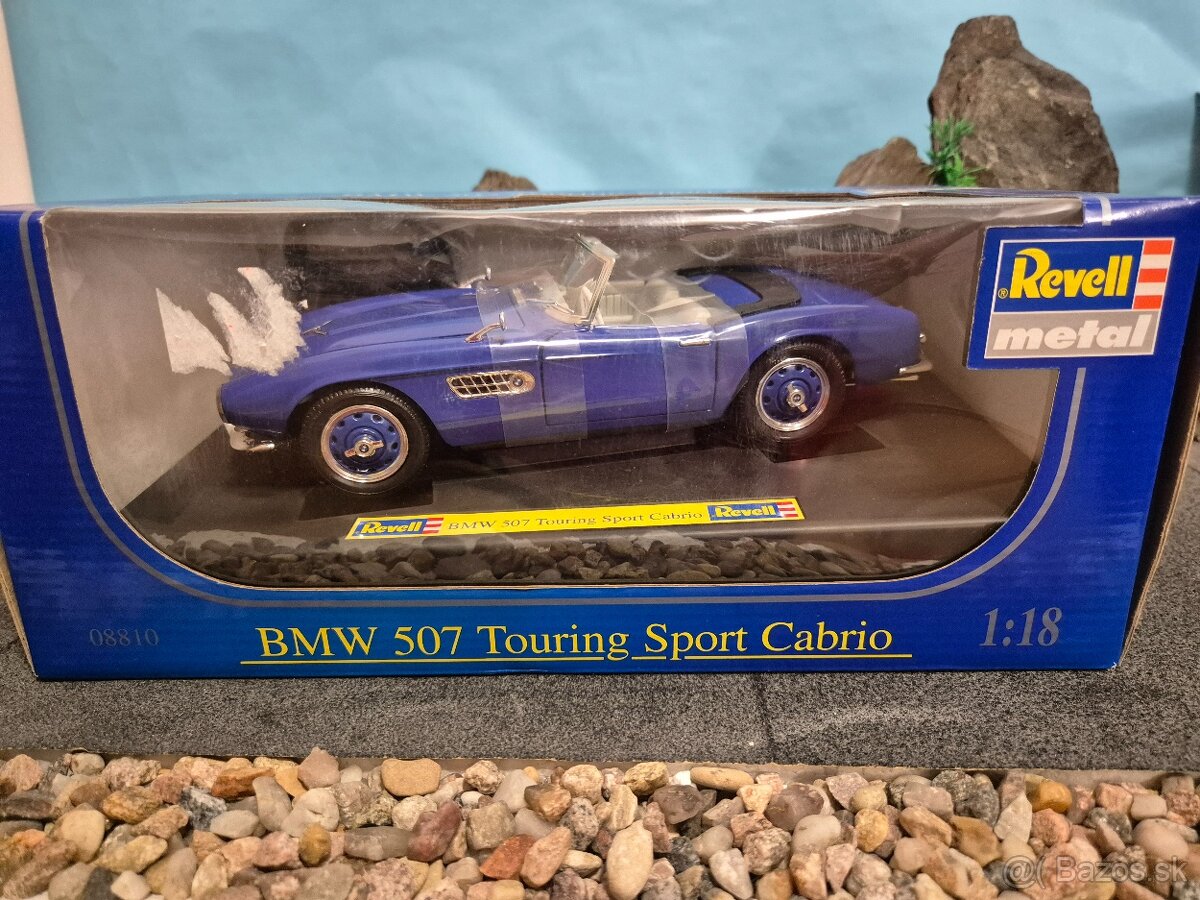 Revell
metal
Revell BMW 507 Touring Sport Cabrio Revell
08810
BMW 507 Touring Sport Cabrio
1:18
@( Bazos.sk